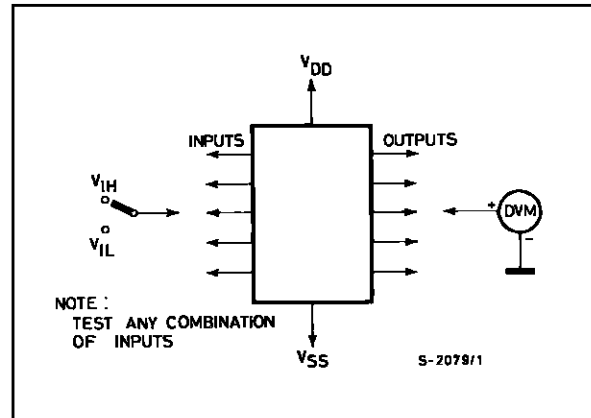 VDD
INPUTS
OUTPUTS
VIH
VIL
+
DVM
-
NOTE :
TEST ANY COMBINATION
OF INPUTS
VSS
S-2079/1